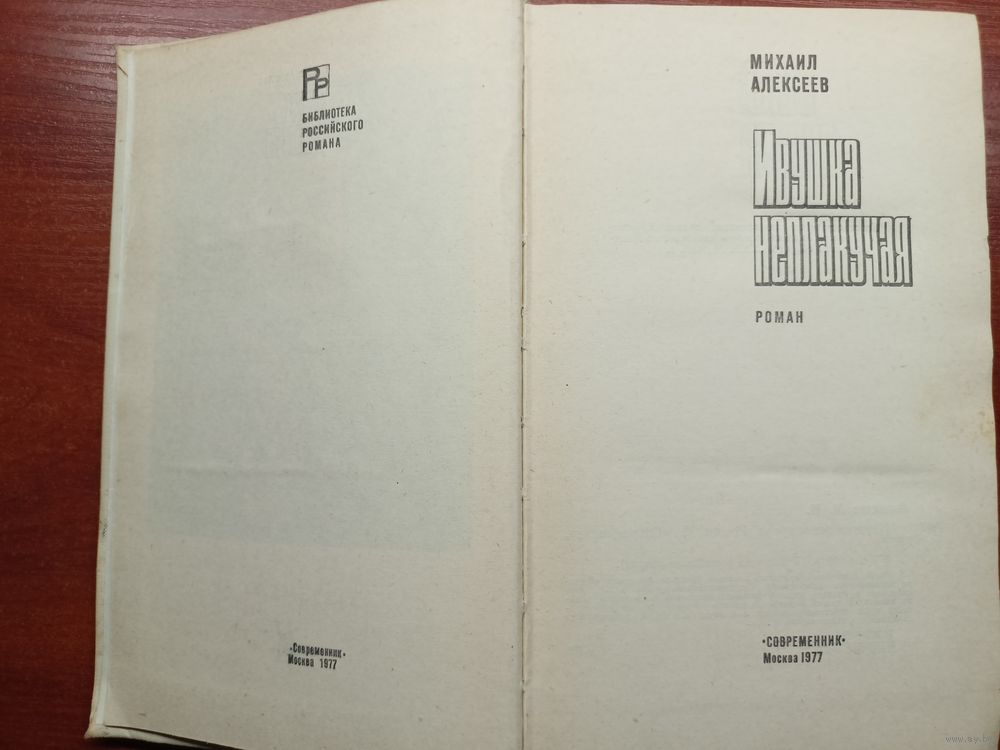 РР
БИБЛИОТЕКА
РОССИЙСКОГО
РОМАНА
«Современник»
Москва 1977
МИХАИЛ
АЛЕКСЕЕВ
Ивушка
неплакучая
РОМАН
«СОВРЕМЕННИК»
Москва 1977